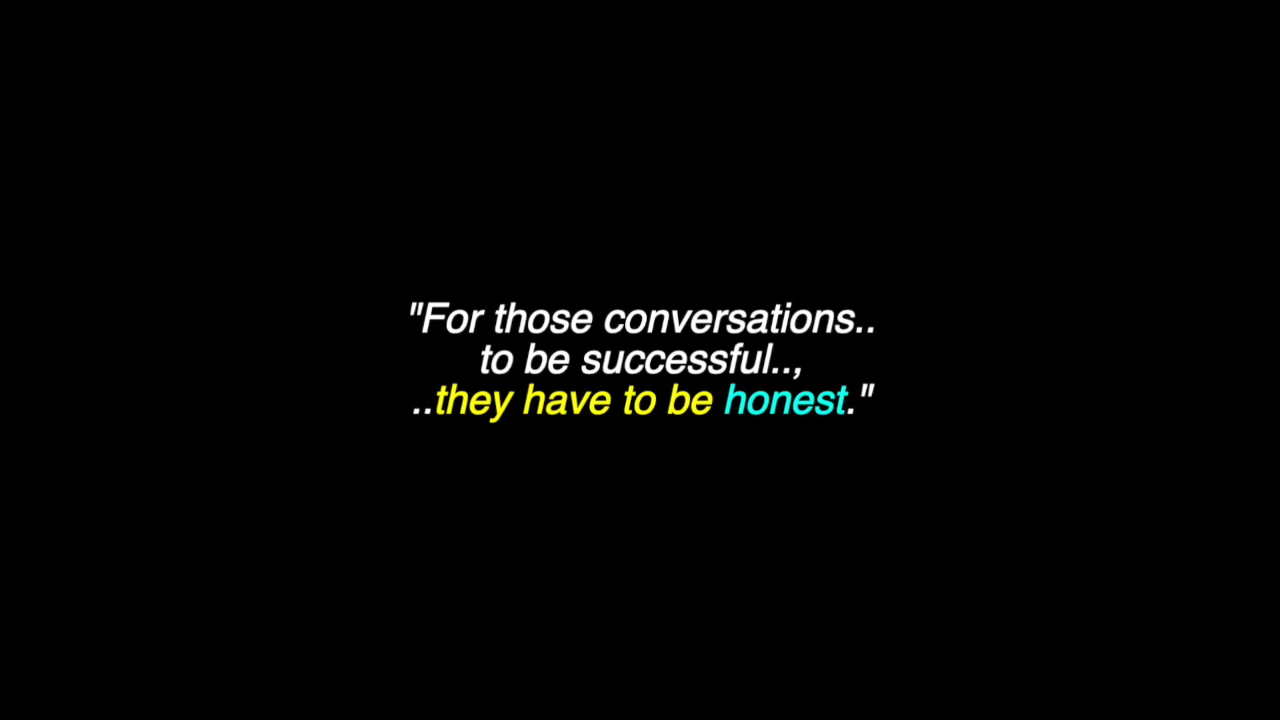 "For those conversations..
to be successful..,
..they have to be honest."